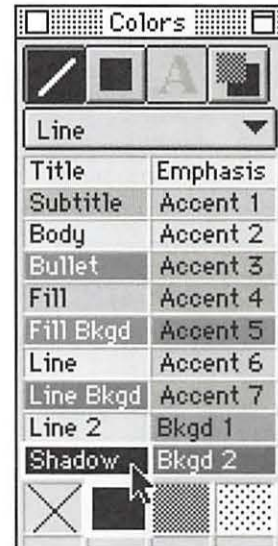 Colors
A
Line
Title Emphasis
Subtitle Accent 1
Body Accent 2
Bullet Accent 3
Fill Accent 4
Fill Bkgd Accent 5
Line Accent 6
Line Bkgd Accent 7
Line 2 Bkgd 1
Shadow Bkgd 2